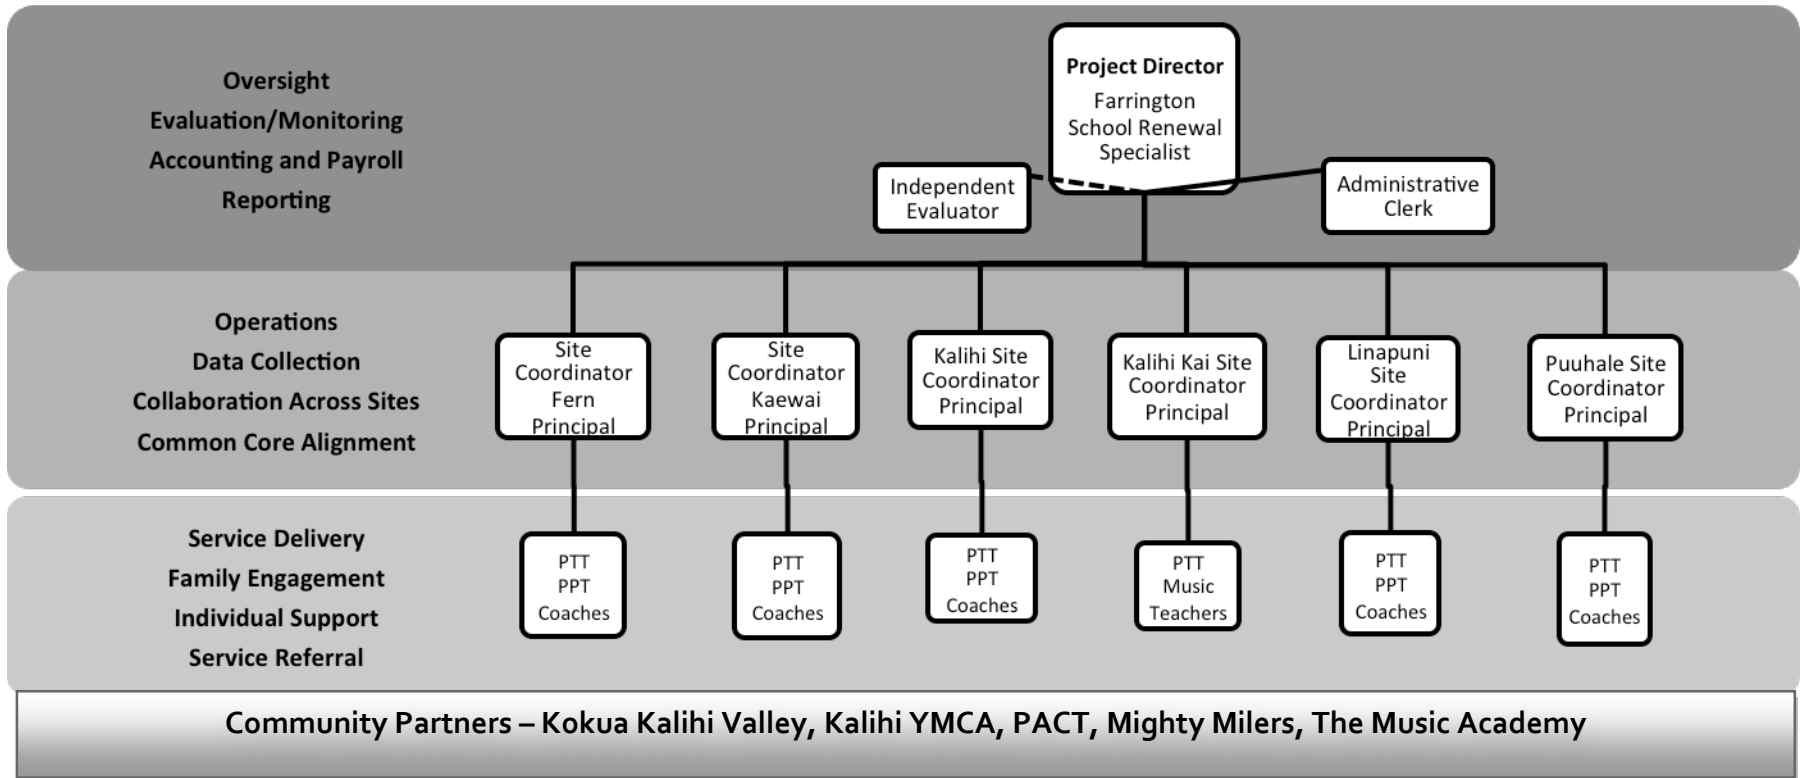 Oversight
Evaluation/Monitoring
Accounting and Payroll
Reporting
Project Director
Farrington
School Renewal
Specialist
Independent
Evaluator
Administrative
Clerk
Operations
Data Collection
Collaboration Across Sites
Common Core Alignment
Site
Coordinator
Fern
Principal
Site
Coordinator
Kaewai
Principal
Kalihi Site
Coordinator
Principal
Kalihi Kai Site
Coordinator
Principal
Linapuni
Site
Coordinator
Principal
Puuhale Site
Coordinator
Principal
Service Delivery
Family Engagement
Individual Support
Service Referral
PTT
PPT
Coaches
PTT
PPT
Coaches
PTT
PPT
Coaches
PTT
Music
Teachers
PTT
PPT
Coaches
PTT
PPT
Coaches
Community Partners – Kokua Kalihi Valley, Kalihi YMCA, PACT, Mighty Milers, The Music Academy